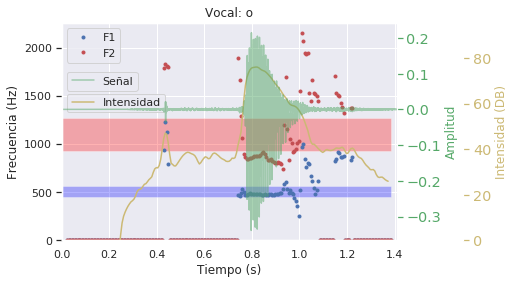 Vocal: o
F1
F2
Señal
Intensidad
Frecuencia (Hz)
2000
1500
1000
500
0
0.0 0.2 0.4 0.6 0.8 1.0 1.2 1.4
Tiempo (s)
0.2
0.1
0.0
−0.1
−0.2
−0.3
Amplitud
80
60
40
20
0
Intensidad (DB)